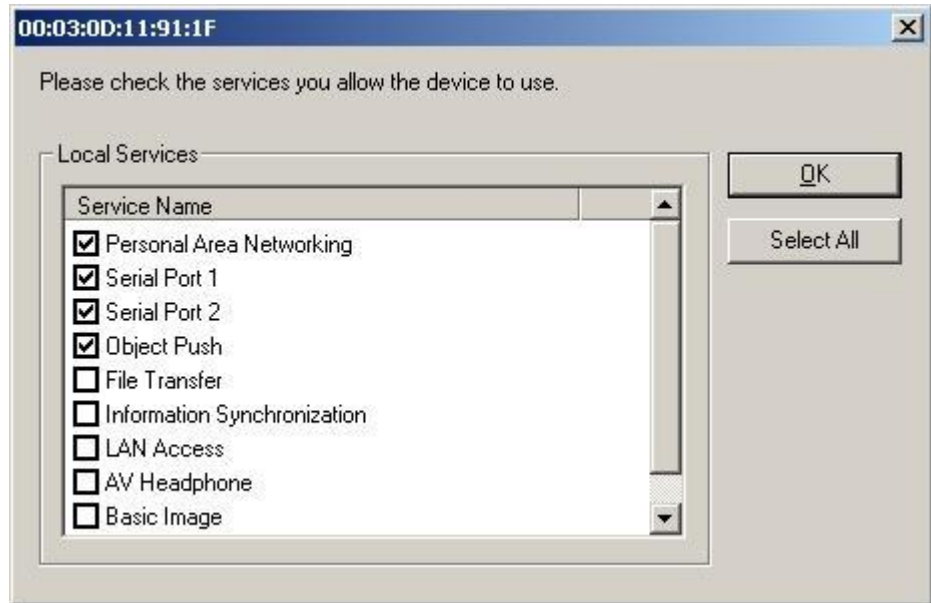 00:03:0D:11:91:1F
Please check the services you allow the device to use.
Local Services
Service Name
Personal Area Networking
Serial Port 1
Serial Port 2
Object Push
File Transfer
Information Synchronization
LAN Access
AV Headphone
Basic Image
OK
Select All